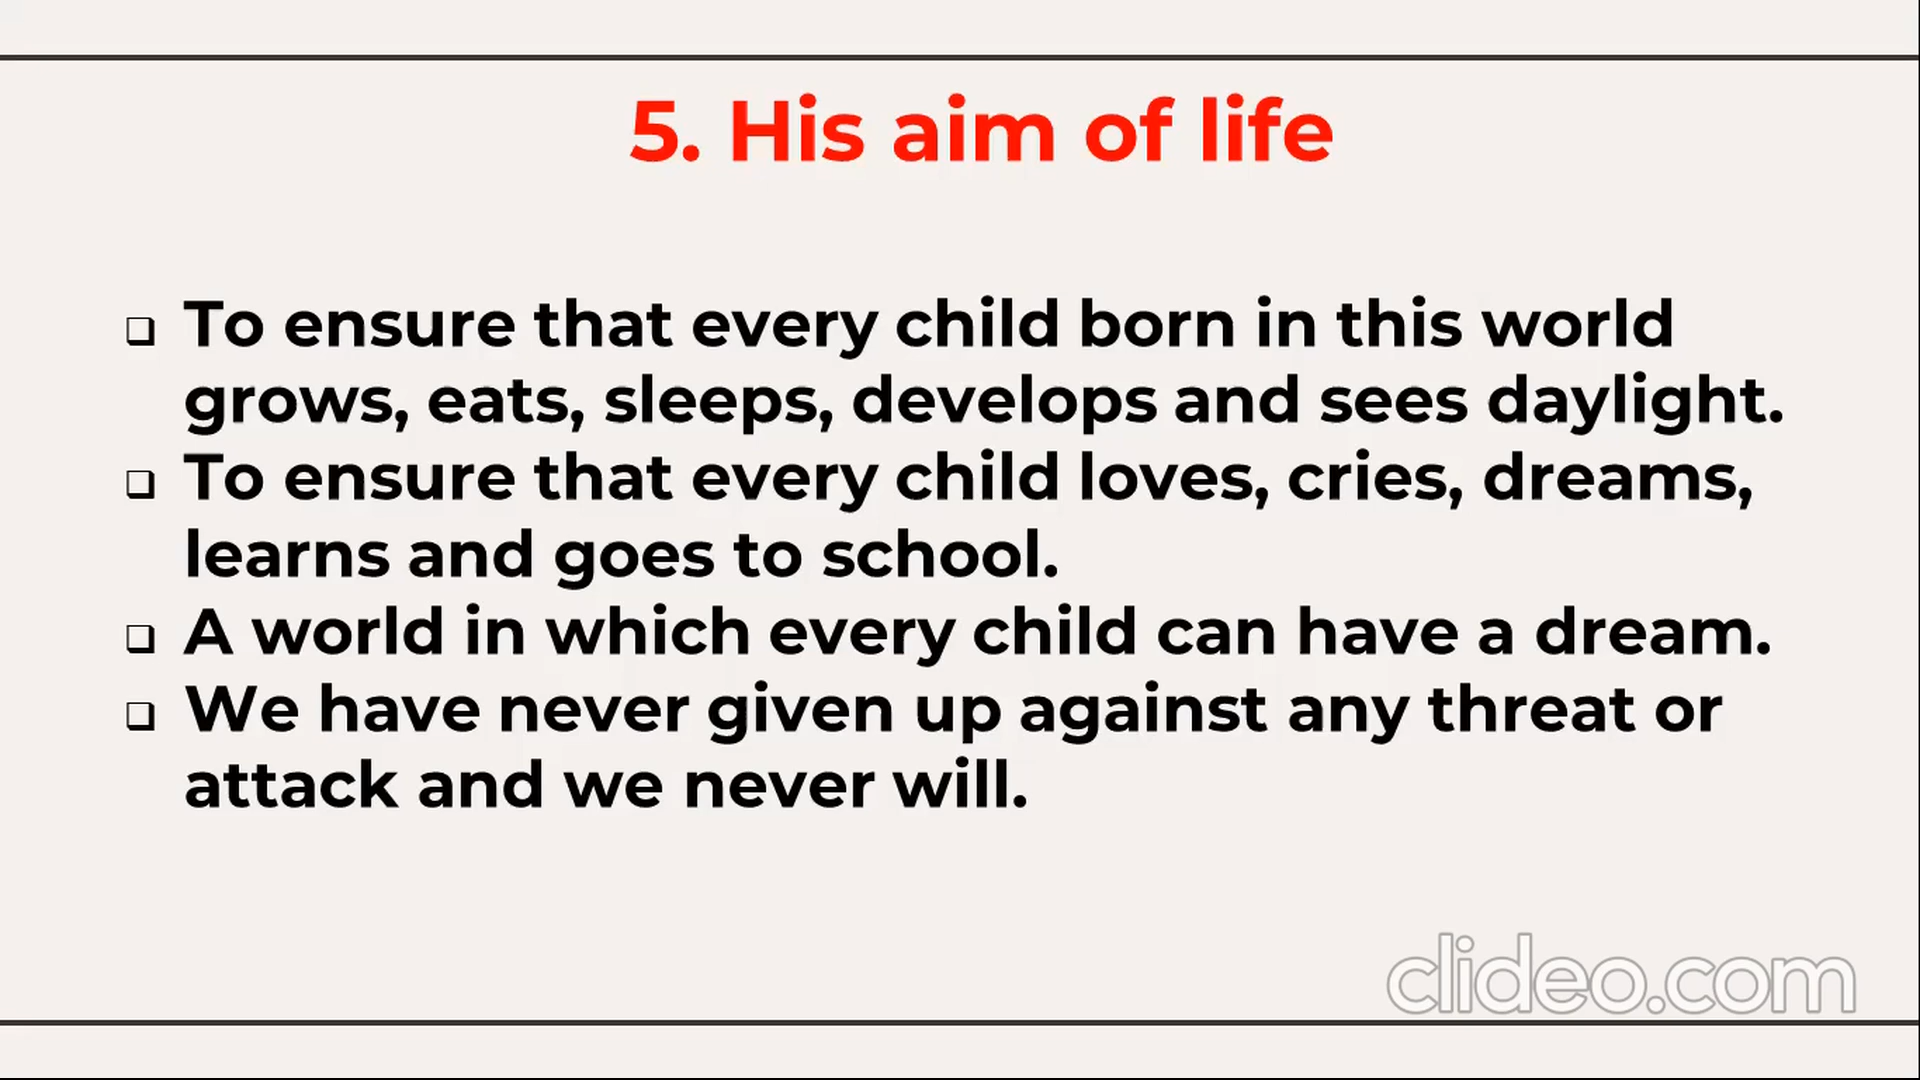 5. His aim of life
❑ To ensure that every child born in this world
grows, eats, sleeps, develops and sees daylight.
❑ To ensure that every child loves, cries, dreams,
learns and goes to school.
❑ A world in which every child can have a dream.
❑ We have never given up against any threat or
attack and we never will.
clideo.com